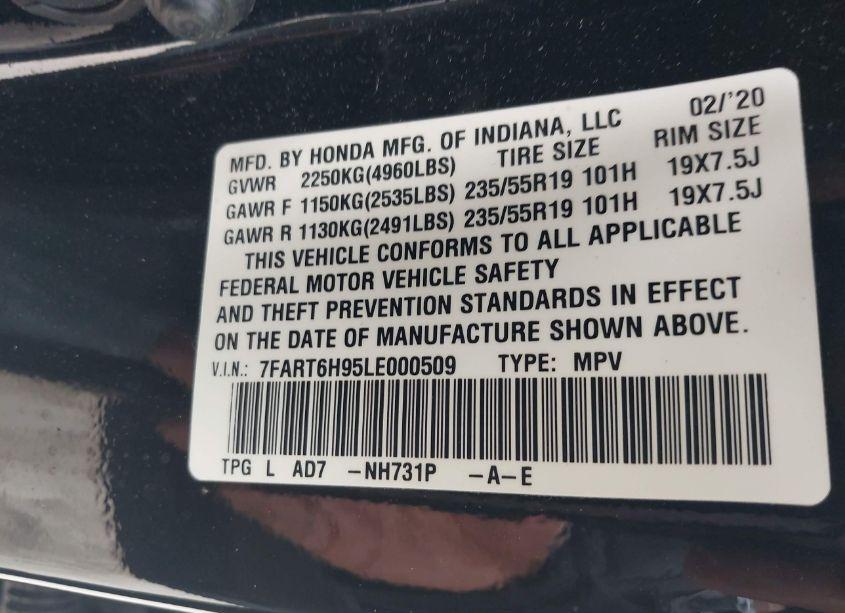 02/'20
MFD. BY HONDA MFG. OF INDIANA, LLC
GVWR 2250KG(4960LBS) TIRE SIZE RIM SIZE
GAWR F 1150KG(2535LBS) 235/55R19 101H 19X7.5J
GAWR R 1130KG(2491LBS) 235/55R19 101H 19X7.5J
THIS VEHICLE CONFORMS TO ALL APPLICABLE
FEDERAL MOTOR VEHICLE SAFETY
AND THEFT PREVENTION STANDARDS IN EFFECT
ON THE DATE OF MANUFACTURE SHOWN ABOVE.
V.I.N.: 7FART6H95LE000509 TYPE: MPV
TPG L AD7 -NH731P -A-E